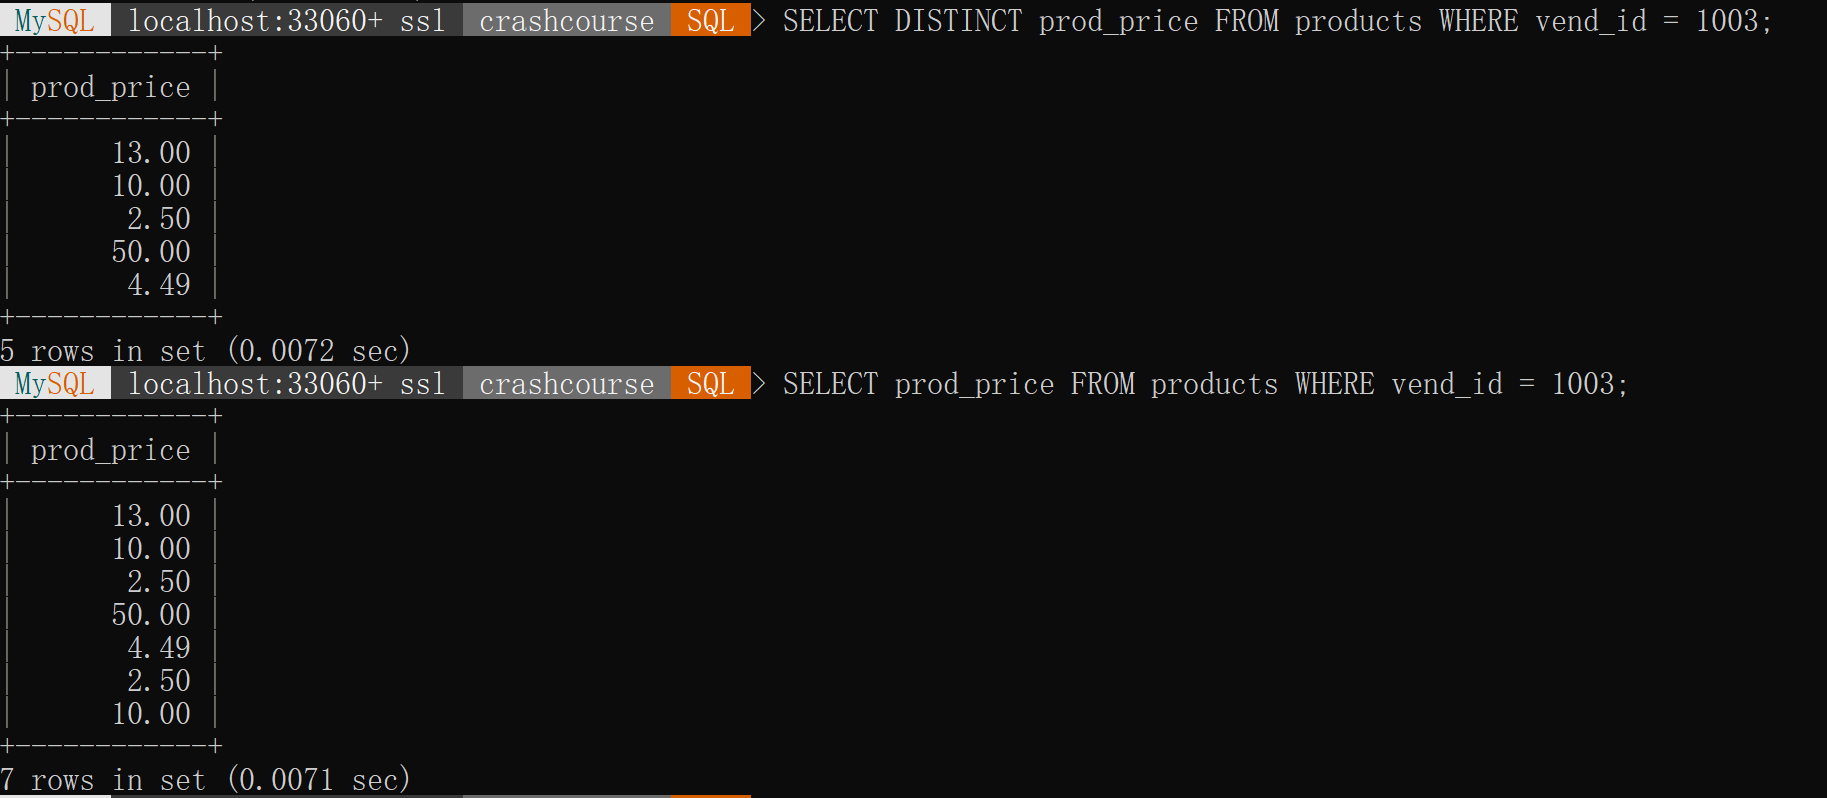 MySQL localhost:33060+ ssl crashcourse SQL > SELECT DISTINCT prod_price FROM products WHERE vend_id = 1003;
+------------+
| prod_price |
+------------+
|      13.00 |
|      10.00 |
|       2.50 |
|      50.00 |
|       4.49 |
+------------+
5 rows in set (0.0072 sec)
MySQL localhost:33060+ ssl crashcourse SQL > SELECT prod_price FROM products WHERE vend_id = 1003;
+------------+
| prod_price |
+------------+
|      13.00 |
|      10.00 |
|       2.50 |
|      50.00 |
|       4.49 |
|       2.50 |
|      10.00 |
+------------+
7 rows in set (0.0071 sec)